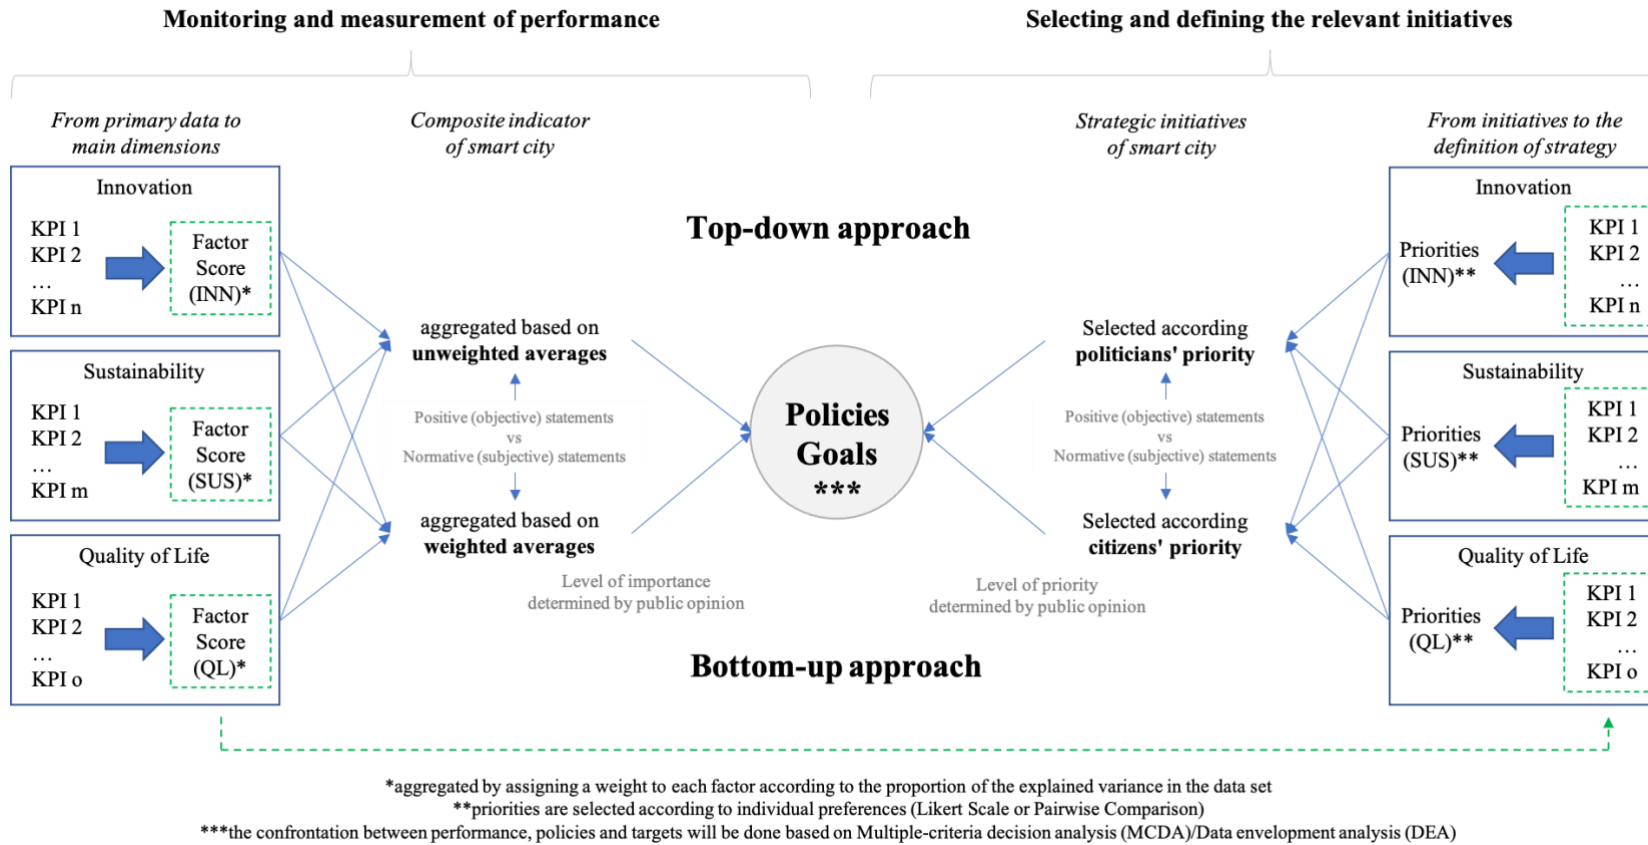 Monitoring and measurement of performance
Selecting and defining the relevant initiatives
From primary data to
main dimensions
Composite indicator
of smart city
Strategic initiatives
of smart city
From initiatives to the
definition of strategy
Innovation
KPI 1
KPI 2
...
KPI n
Factor
Score
(INN)*
Sustainability
KPI 1
KPI 2
...
KPI m
Factor
Score
(SUS)*
Quality of Life
KPI 1
KPI 2
...
KPI o
Factor
Score
(QL)*
Top-down approach
aggregated based on
unweighted averages
Positive (objective) statements
vs
Normative (subjective) statements
aggregated based on
weighted averages
Level of importance
determined by public opinion
Policies
Goals
***
Selected according
politicians' priority
Positive (objective) statements
vs
Normative (subjective) statements
Selected according
citizens' priority
Level of priority
determined by public opinion
Bottom-up approach
Innovation
Priorities
(INN)**
KPI 1
KPI 2
...
KPI n
Sustainability
Priorities
(SUS)**
KPI 1
KPI 2
...
KPI m
Quality of Life
Priorities
(QL)**
KPI 1
KPI 2
...
KPI o
*aggregated by assigning a weight to each factor according to the proportion of the explained variance in the data set
**priorities are selected according to individual preferences (Likert Scale or Pairwise Comparison)
***the confrontation between performance, policies and targets will be done based on Multiple-criteria decision analysis (MCDA)/Data envelopment analysis (DEA)